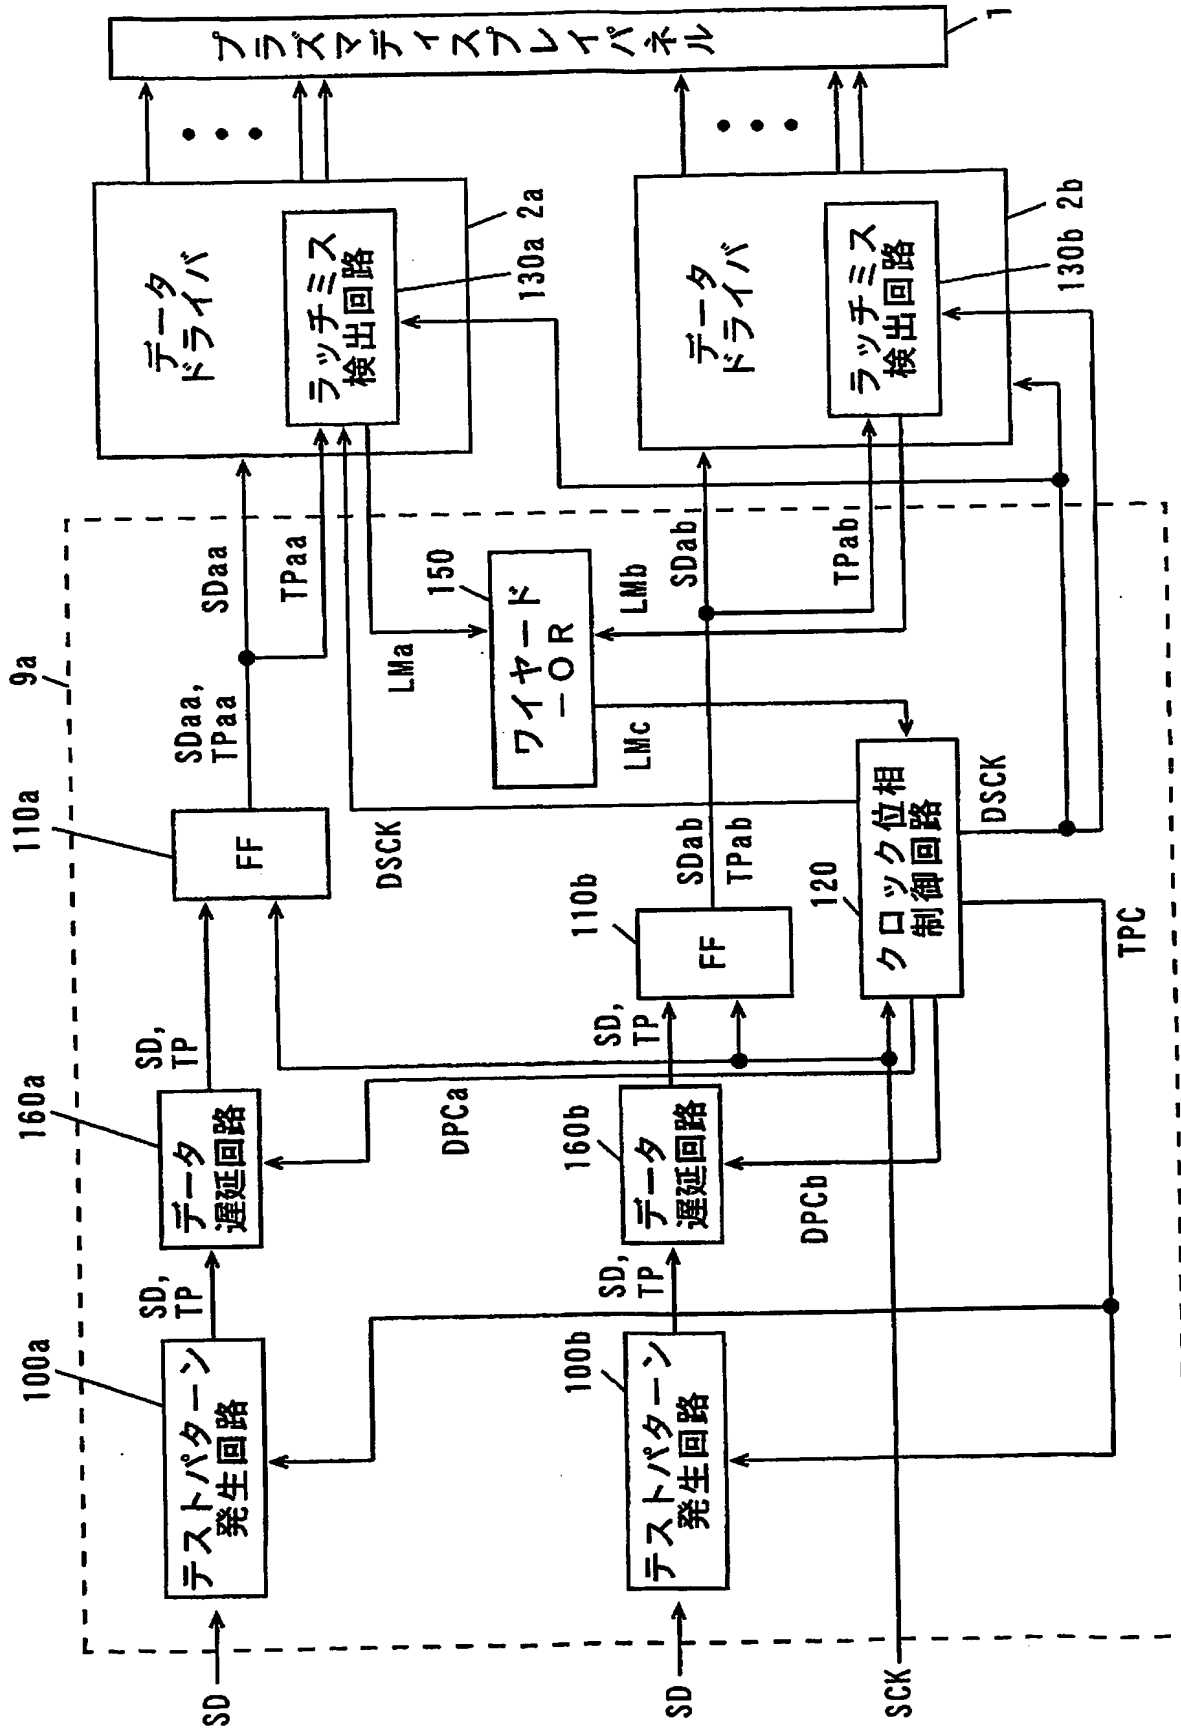 9a
100a
160a
110a
SD
テストパターン
発生回路
SD,
TP
データ
遅延回路
SD,
TP
FF
SDaa,
TPaa
SDaa
TPaa
データ
ドライバ
ラッチミス
検出回路
2a
130a
プラズマディスプレイパネル
1
DPCa
DSCK
LMa
150
ワイヤード
－OR
LMb
LMc
100b
160b
110b
SD
テストパターン
発生回路
SD,
TP
データ
遅延回路
SD,
TP
FF
SDab
TPab
SDab
TPab
データ
ドライバ
ラッチミス
検出回路
2b
130b
DPCb
120
クロック位相
制御回路
DSCK
SCK
TPC